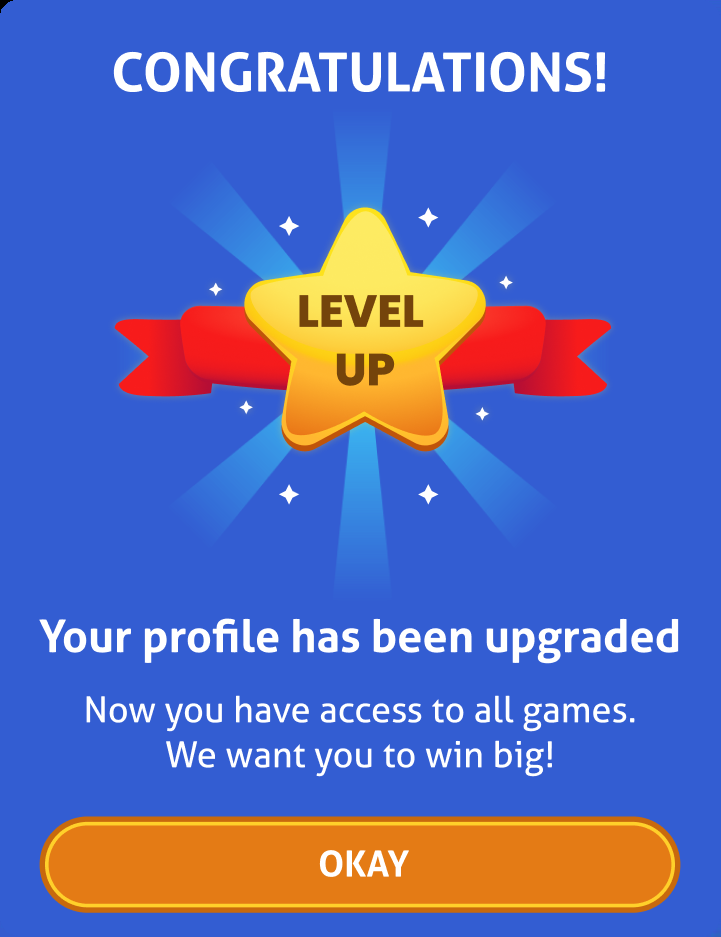 CONGRATULATIONS!
LEVEL
UP
Your profile has been upgraded
Now you have access to all games.
We want you to win big!
OKAY